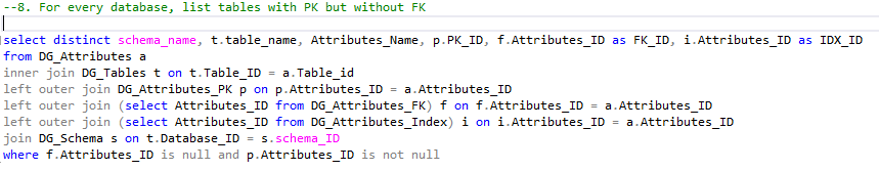 --8. For every database, list tables with PK but without FK
select distinct schema_name, t.table_name, Attributes_Name, p.PK_ID, f.Attributes_ID as FK_ID, i.Attributes_ID as IDX_ID
from DG_Attributes a
inner join DG_Tables t on t.Table_ID = a.Table_id
left outer join DG_Attributes_PK p on p.Attributes_ID = a.Attributes_ID
left outer join (select Attributes_ID from DG_Attributes_FK) f on f.Attributes_ID = a.Attributes_ID
left outer join (select Attributes_ID from DG_Attributes_Index) i on i.Attributes_ID = a.Attributes_ID
join DG_Schema s on t.Database_ID = s.schema_ID
where f.Attributes_ID is null and p.Attributes_ID is not null